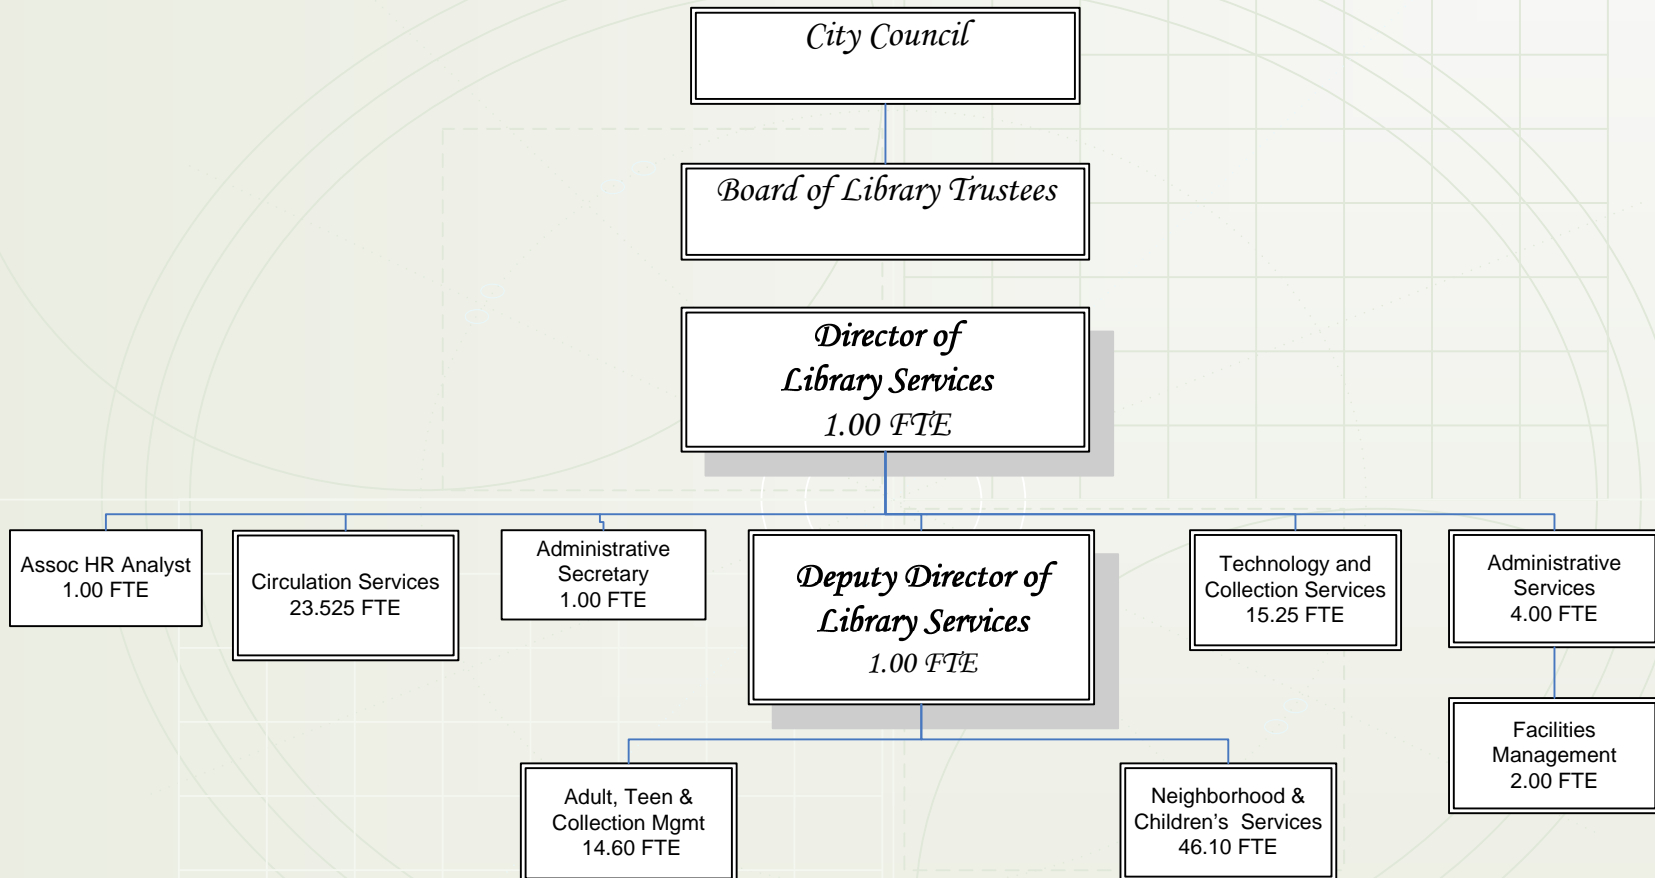 City Council
Board of Library Trustees
Director of
Library Services
1.00 FTE
Assoc HR Analyst
1.00 FTE
Circulation Services
23.525 FTE
Administrative
Secretary
1.00 FTE
Deputy Director of
Library Services
1.00 FTE
Technology and
Collection Services
15.25 FTE
Administrative
Services
4.00 FTE
Facilities
Management
2.00 FTE
Adult, Teen &
Collection Mgmt
14.60 FTE
Neighborhood &
Children's  Services
46.10 FTE